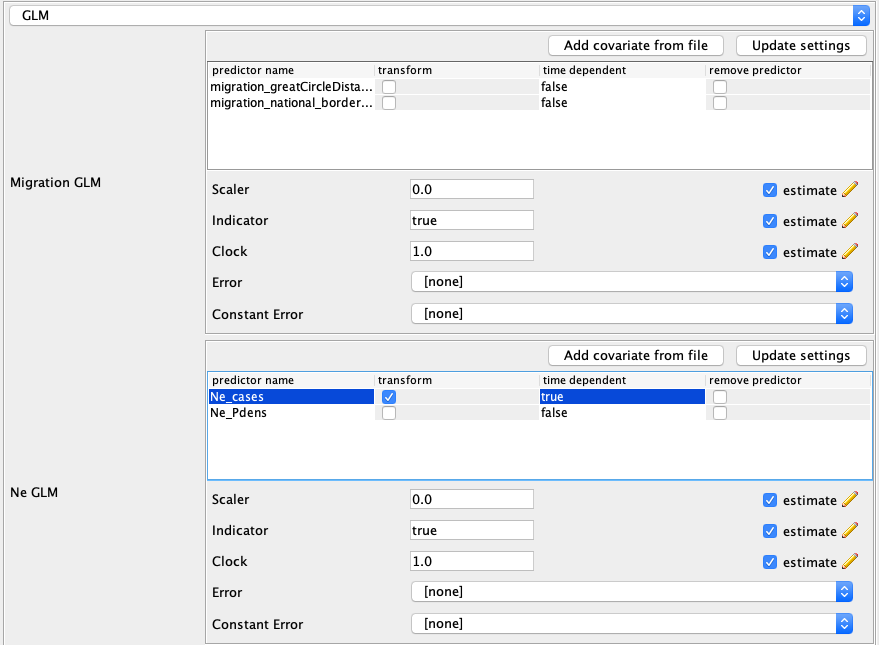 GLM
Add covariate from file Update settings
predictor name transform time dependent remove predictor
migration_greatCircleDista... false
migration_national_border... false
Migration GLM
Scaler 0.0 estimate
Indicator true estimate
Clock 1.0 estimate
Error [none]
Constant Error [none]
Add covariate from file Update settings
predictor name transform time dependent remove predictor
Ne_cases true
Ne_Pdens false
Ne GLM
Scaler 0.0 estimate
Indicator true estimate
Clock 1.0 estimate
Error [none]
Constant Error [none]